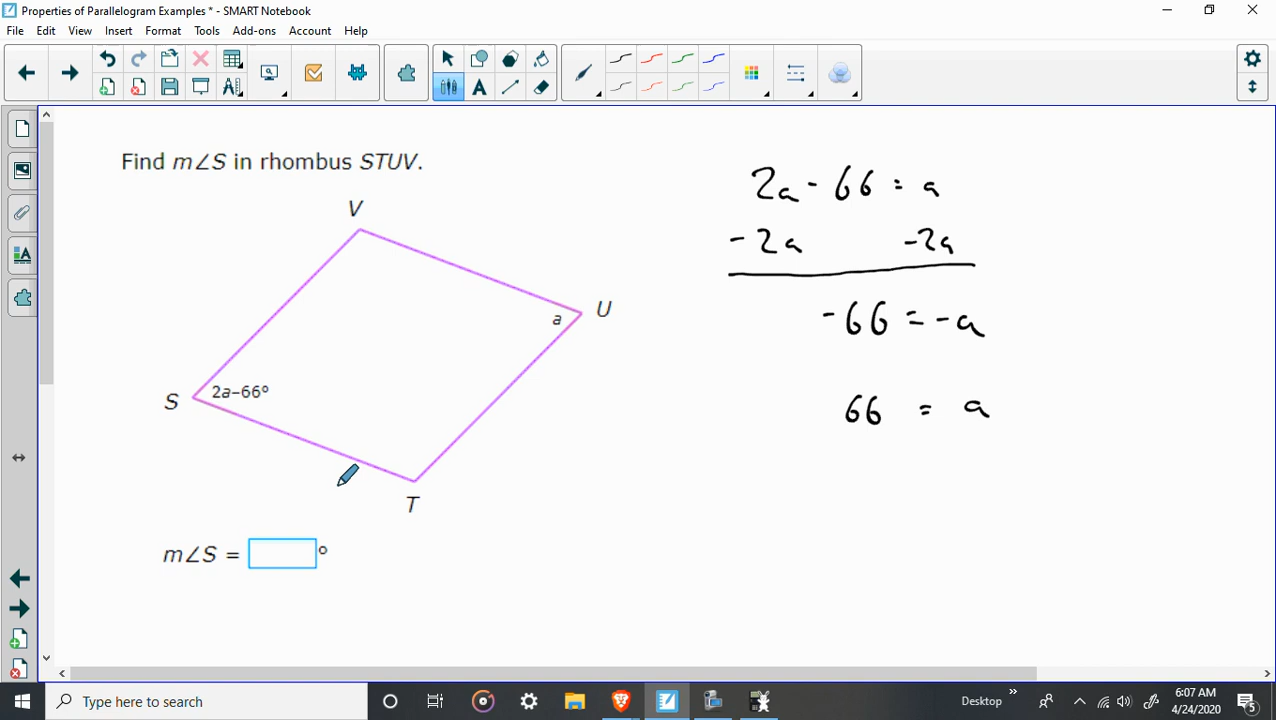 Properties of Parallelogram Examples * - SMART Notebook
File Edit View Insert Format Tools Add-ons Account Help
Find m∠S in rhombus STUV.
V
U
a
S
2a–66°
T
m∠S = °
2a - 66 = a
- 2a -2a
-66 = -a
66 = a
Type here to search
Desktop
6:07 AM
4/24/2020
5